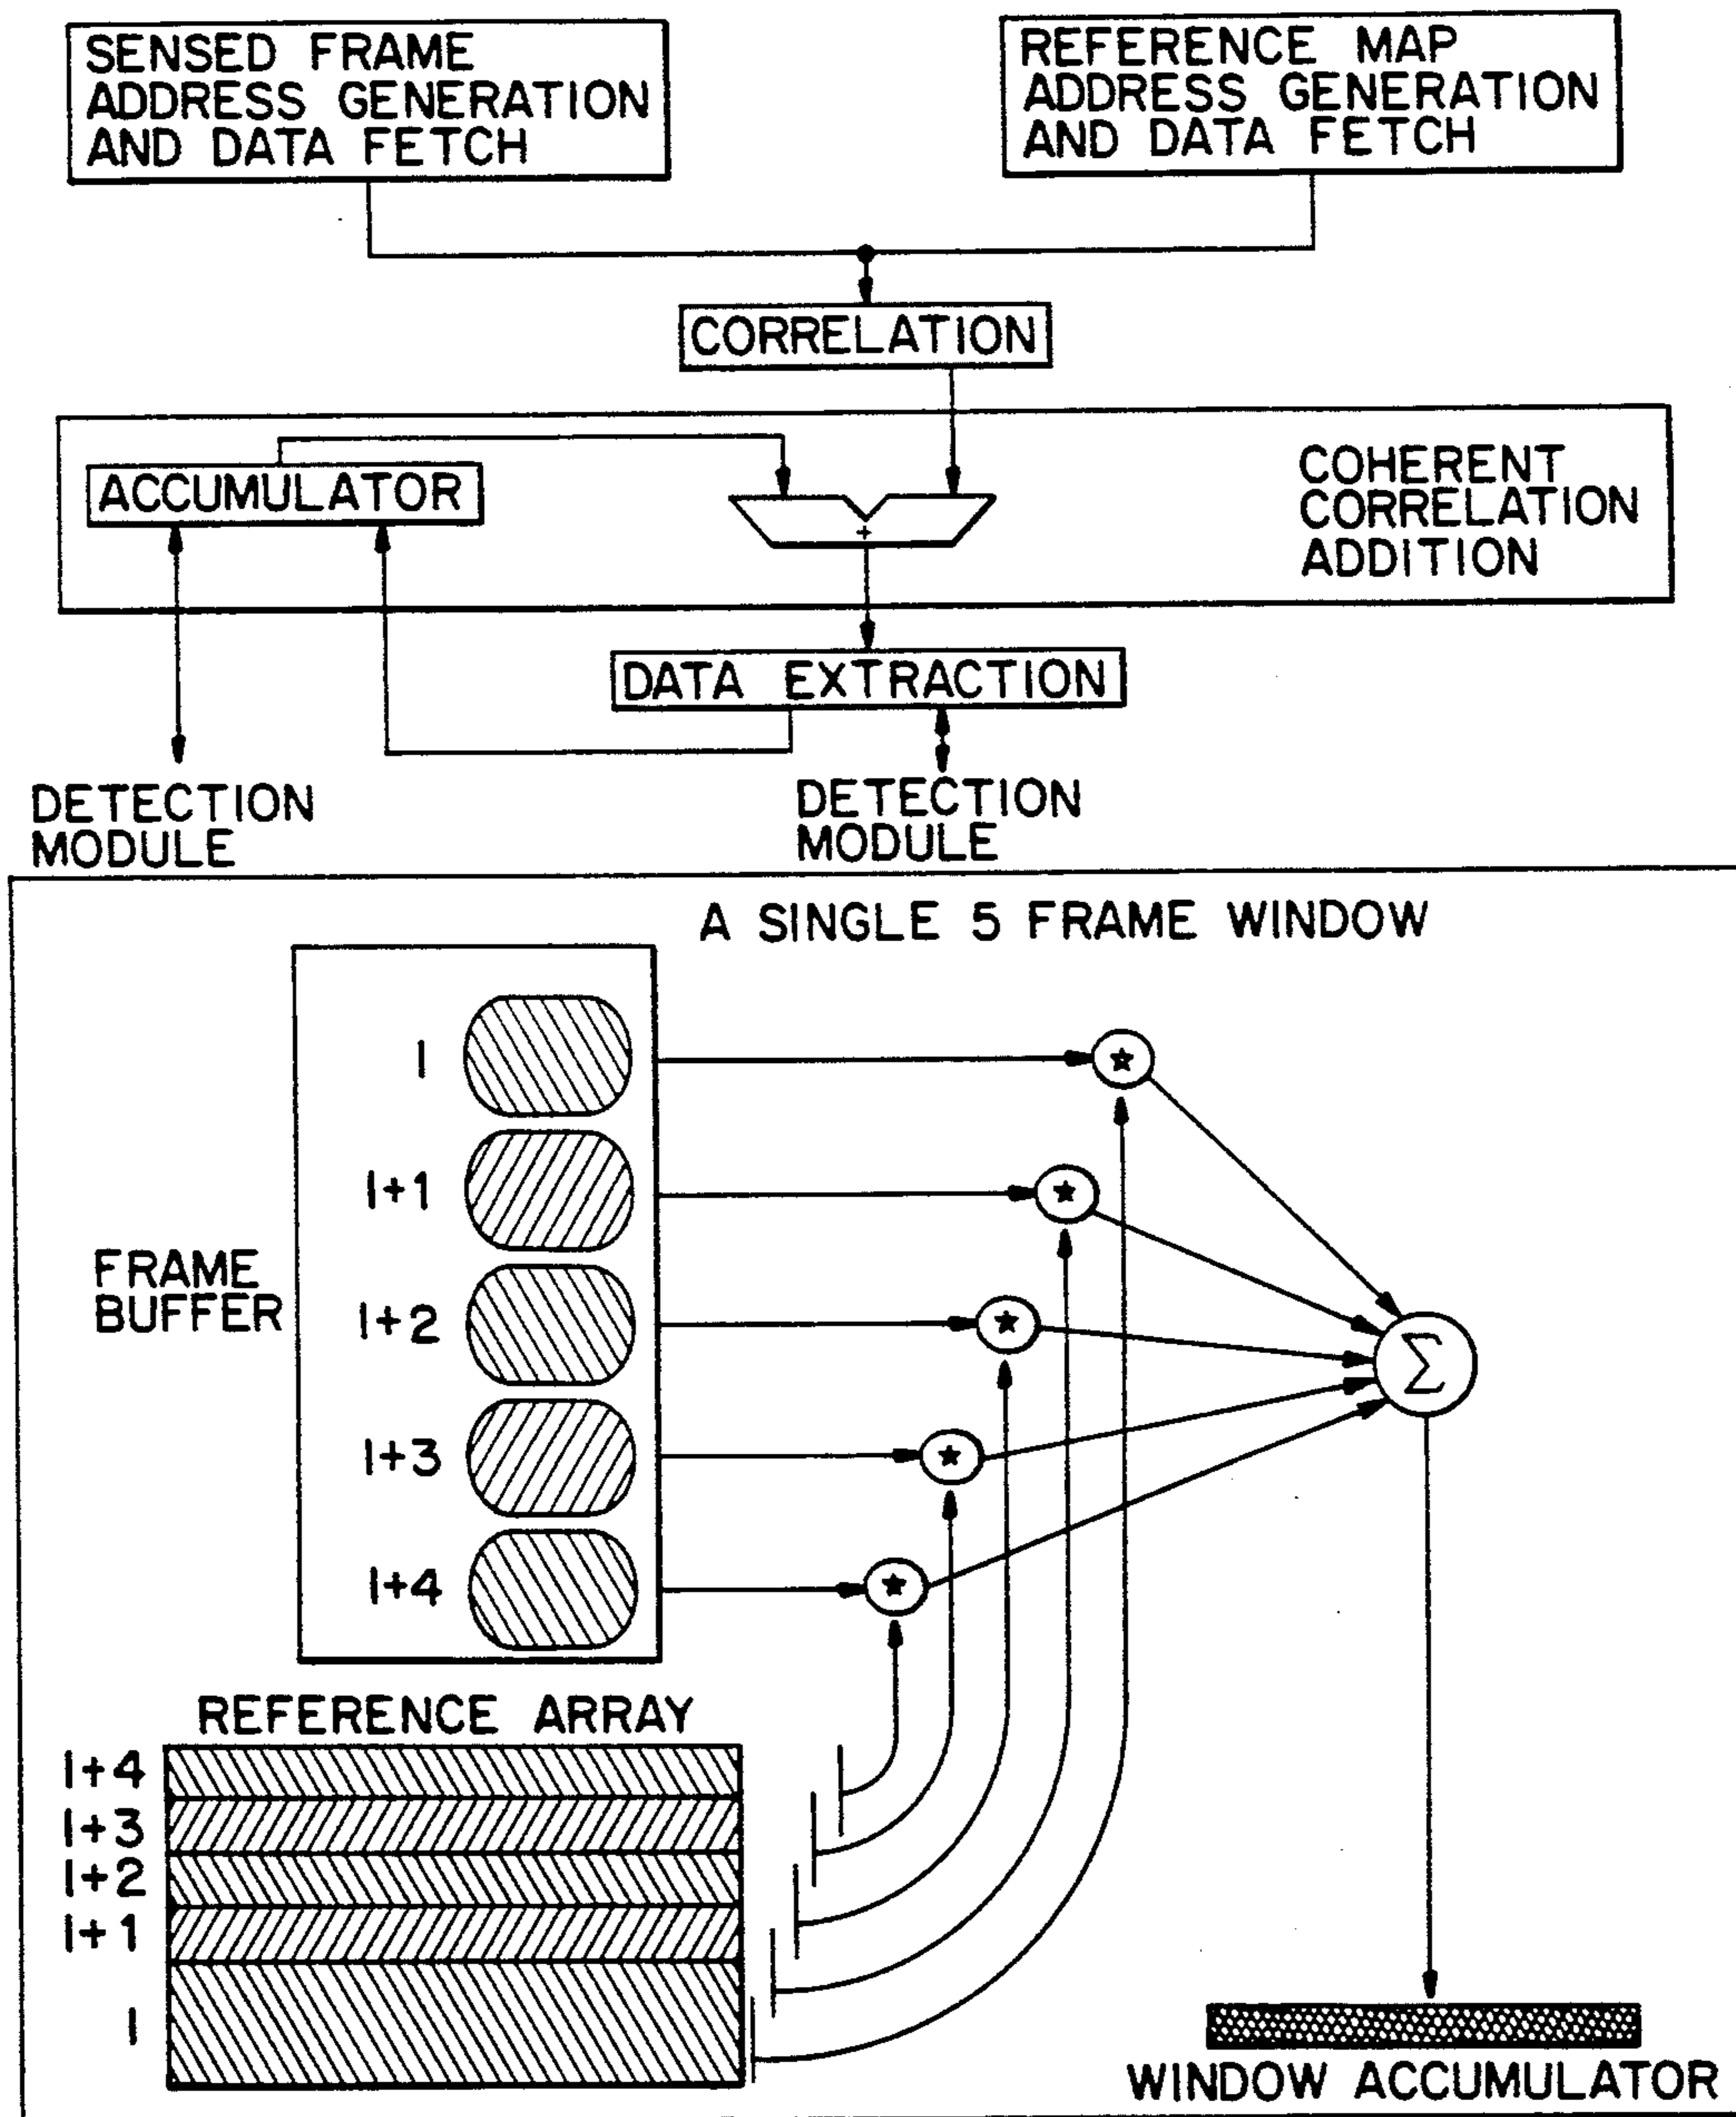 SENSED FRAME
ADDRESS GENERATION
AND DATA FETCH
REFERENCE MAP
ADDRESS GENERATION
AND DATA FETCH
CORRELATION
ACCUMULATOR
+
COHERENT
CORRELATION
ADDITION
DATA EXTRACTION
DETECTION
MODULE
DETECTION
MODULE
A SINGLE 5 FRAME WINDOW
FRAME
BUFFER
I
I+1
I+2
I+3
I+4
Σ
REFERENCE ARRAY
I+4
I+3
I+2
I+1
I
WINDOW ACCUMULATOR